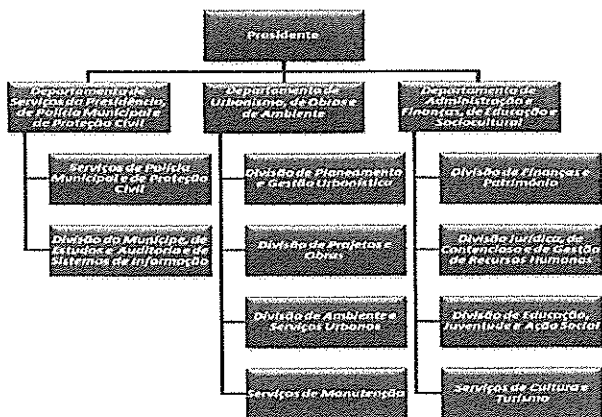 Presidente
Departamento de
Serviços da Presidência,
de Polícia Municipal e
de Proteção Civil
Departamento de
Urbanismo, de Obras e
de Ambiente
Departamento de
Administração e
Finanças, de Educação e
Sociocultural
Serviços de Polícia
Municipal e de Proteção
Civil
Divisão do Munícipe, de
Estudos e Auditoria e de
Sistemas de Informação
Divisão de Planeamento
e Gestão Urbanística
Divisão de Projetos e
Obras
Divisão de Ambiente e
Serviços Urbanos
Serviços de Manutenção
Divisão de Finanças e
Património
Divisão Jurídica, de
Contencioso e de Gestão
de Recursos Humanos
Divisão de Educação,
Juventude e Ação Social
Serviços de Cultura e
Turismo